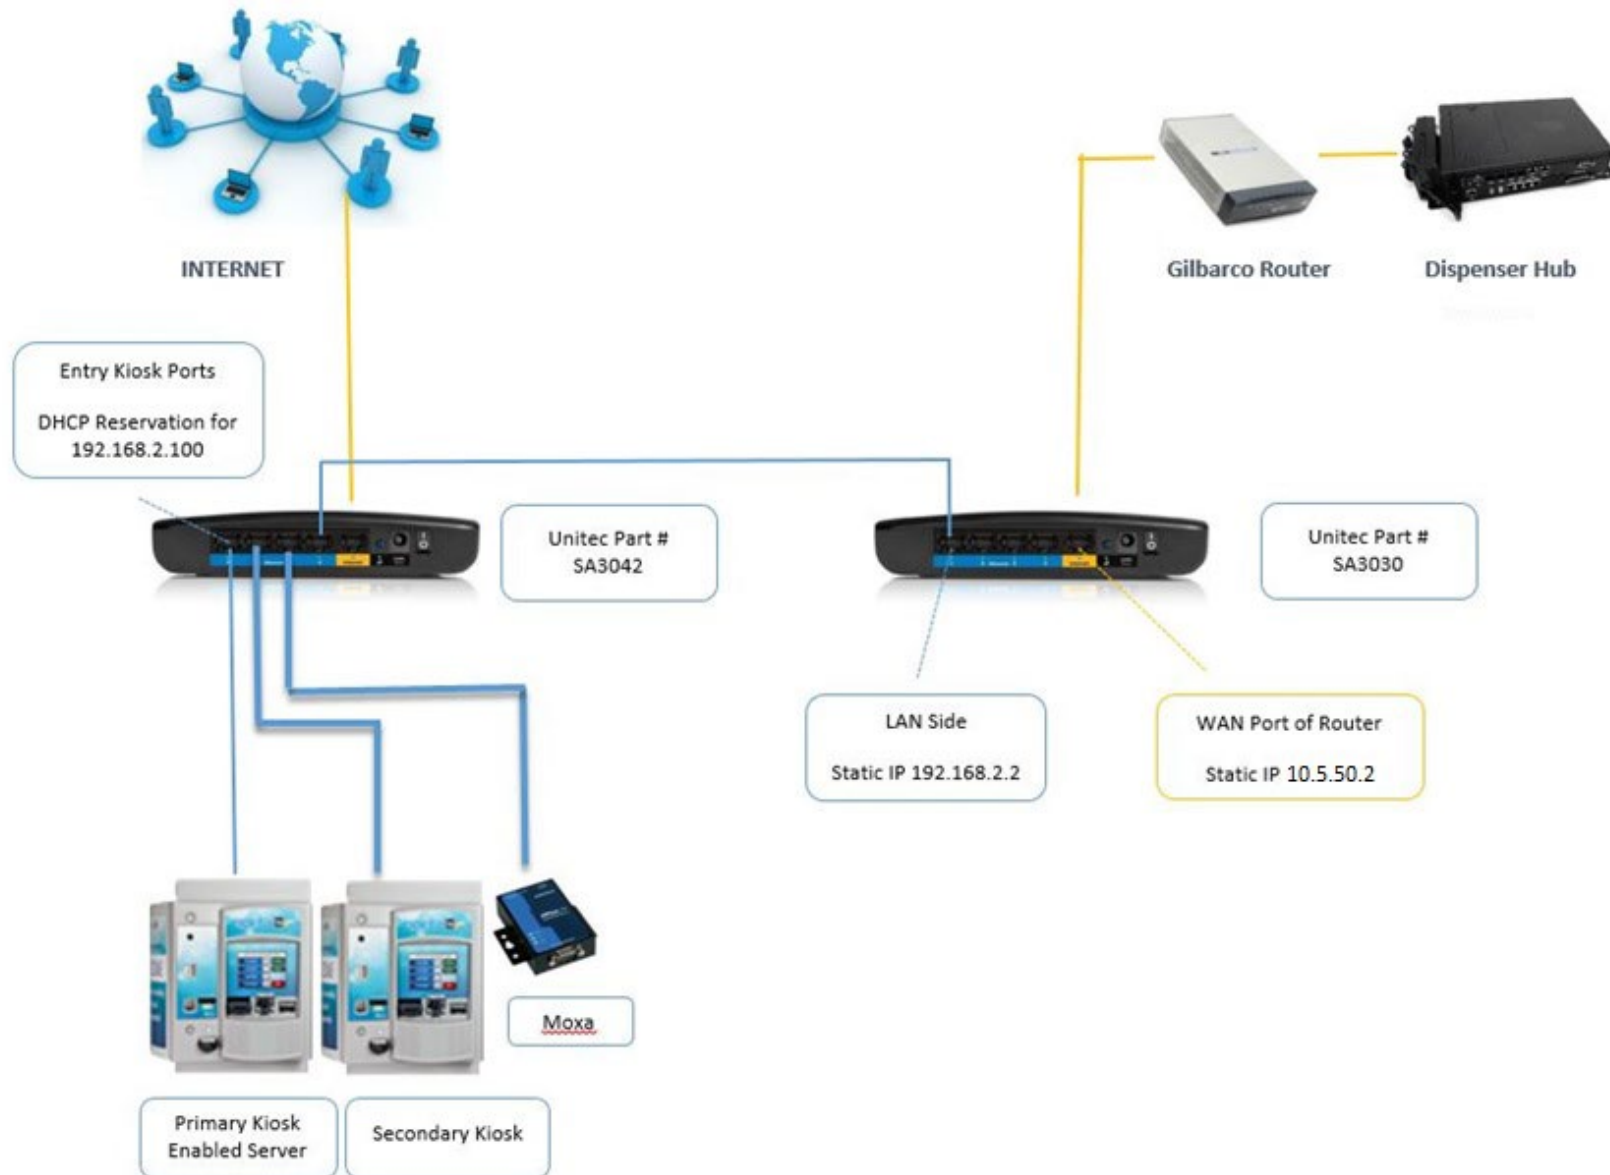 INTERNET
Gilbarco Router
Dispenser Hub
Entry Kiosk Ports
DHCP Reservation for
192.168.2.100
Unitec Part #
SA3042
Unitec Part #
SA3030
LAN Side
Static IP 192.168.2.2
WAN Port of Router
Static IP 10.5.50.2
Moxa
Primary Kiosk
Enabled Server
Secondary Kiosk